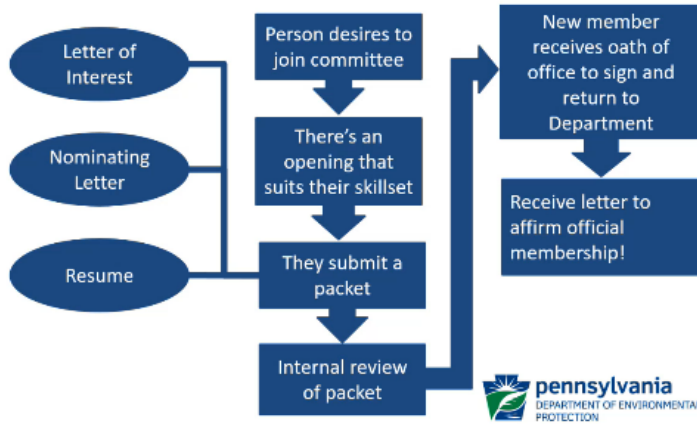 Letter of
Interest
Nominating
Letter
Resume
Person desires to
join committee
There's an
opening that
suits their skillset
They submit a
packet
Internal review
of packet
New member
receives oath of
office to sign and
return to
Department
Receive letter to
affirm official
membership!
pennsylvania
DEPARTMENT OF ENVIRONMENTAL
PROTECTION